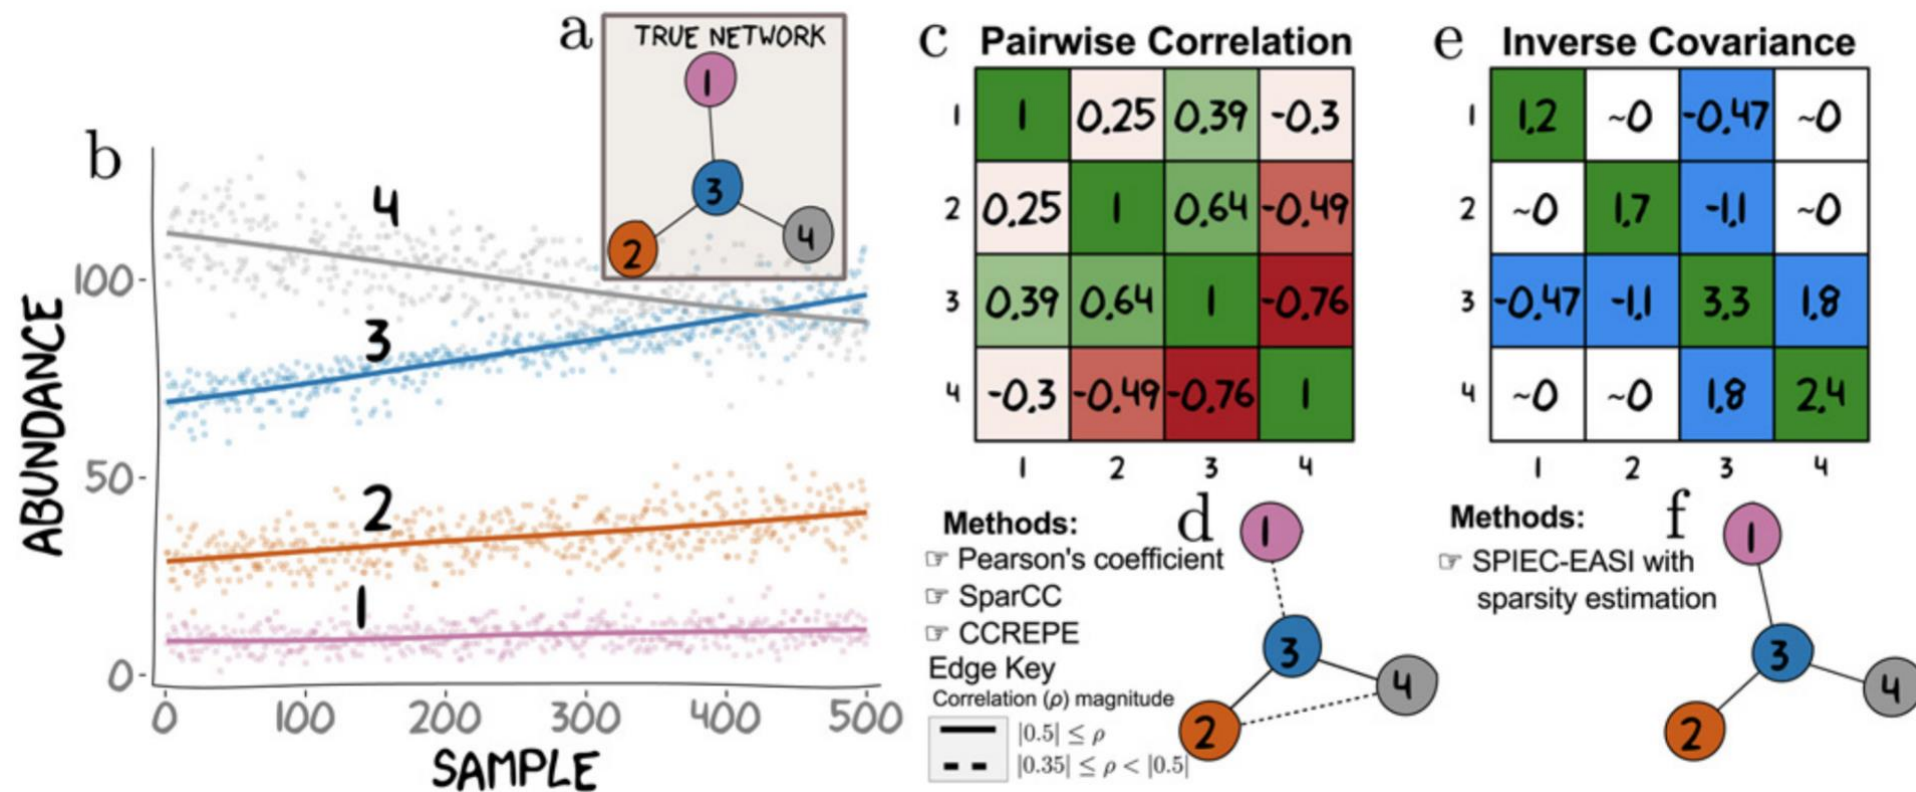 a
TRUE NETWORK
1
3
2
4
b
ABUNDANCE
100
50
0
4
3
2
1
0 100 200 300 400 500
SAMPLE
c Pairwise Correlation
1 1 0.25 0.39 -0.3
2 0.25 1 0.64 -0.49
3 0.39 0.64 1 -0.76
4 -0.3 -0.49 -0.76 1
1 2 3 4
Methods:
☞ Pearson's coefficient
☞ SparCC
☞ CCREPE
Edge Key
Correlation (ρ) magnitude
|0.5| ≤ ρ
|0.35| ≤ ρ < |0.5|
d
1
3
4
2
e Inverse Covariance
1 1.2 ~0 -0.47 ~0
2 ~0 1.7 -1.1 ~0
3 -0.47 -1.1 3.3 1.8
4 ~0 ~0 1.8 2.4
1 2 3 4
Methods:
☞ SPIEC-EASI with
sparsity estimation
f
1
3
4
2